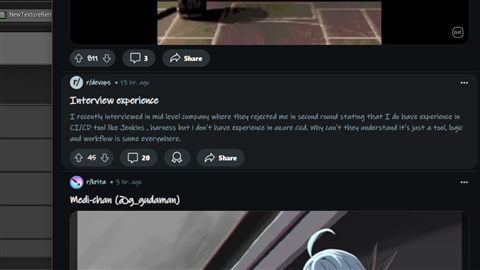 NewTextureRen
GIF
811 3 Share
r/devops • 13 hr. ago
Interview experience
I recently interviewed in mid level company where they rejected me in second round stating that I do have experience in
CI/CD tool like Jenkins , harness but i don't have experience in azure cicd. Why can't they understand it's just a tool, logic
and workflow is same everywhere.
45 20 Share
r/krita • 5 hr. ago
Medi-chan (@g_gudaman)